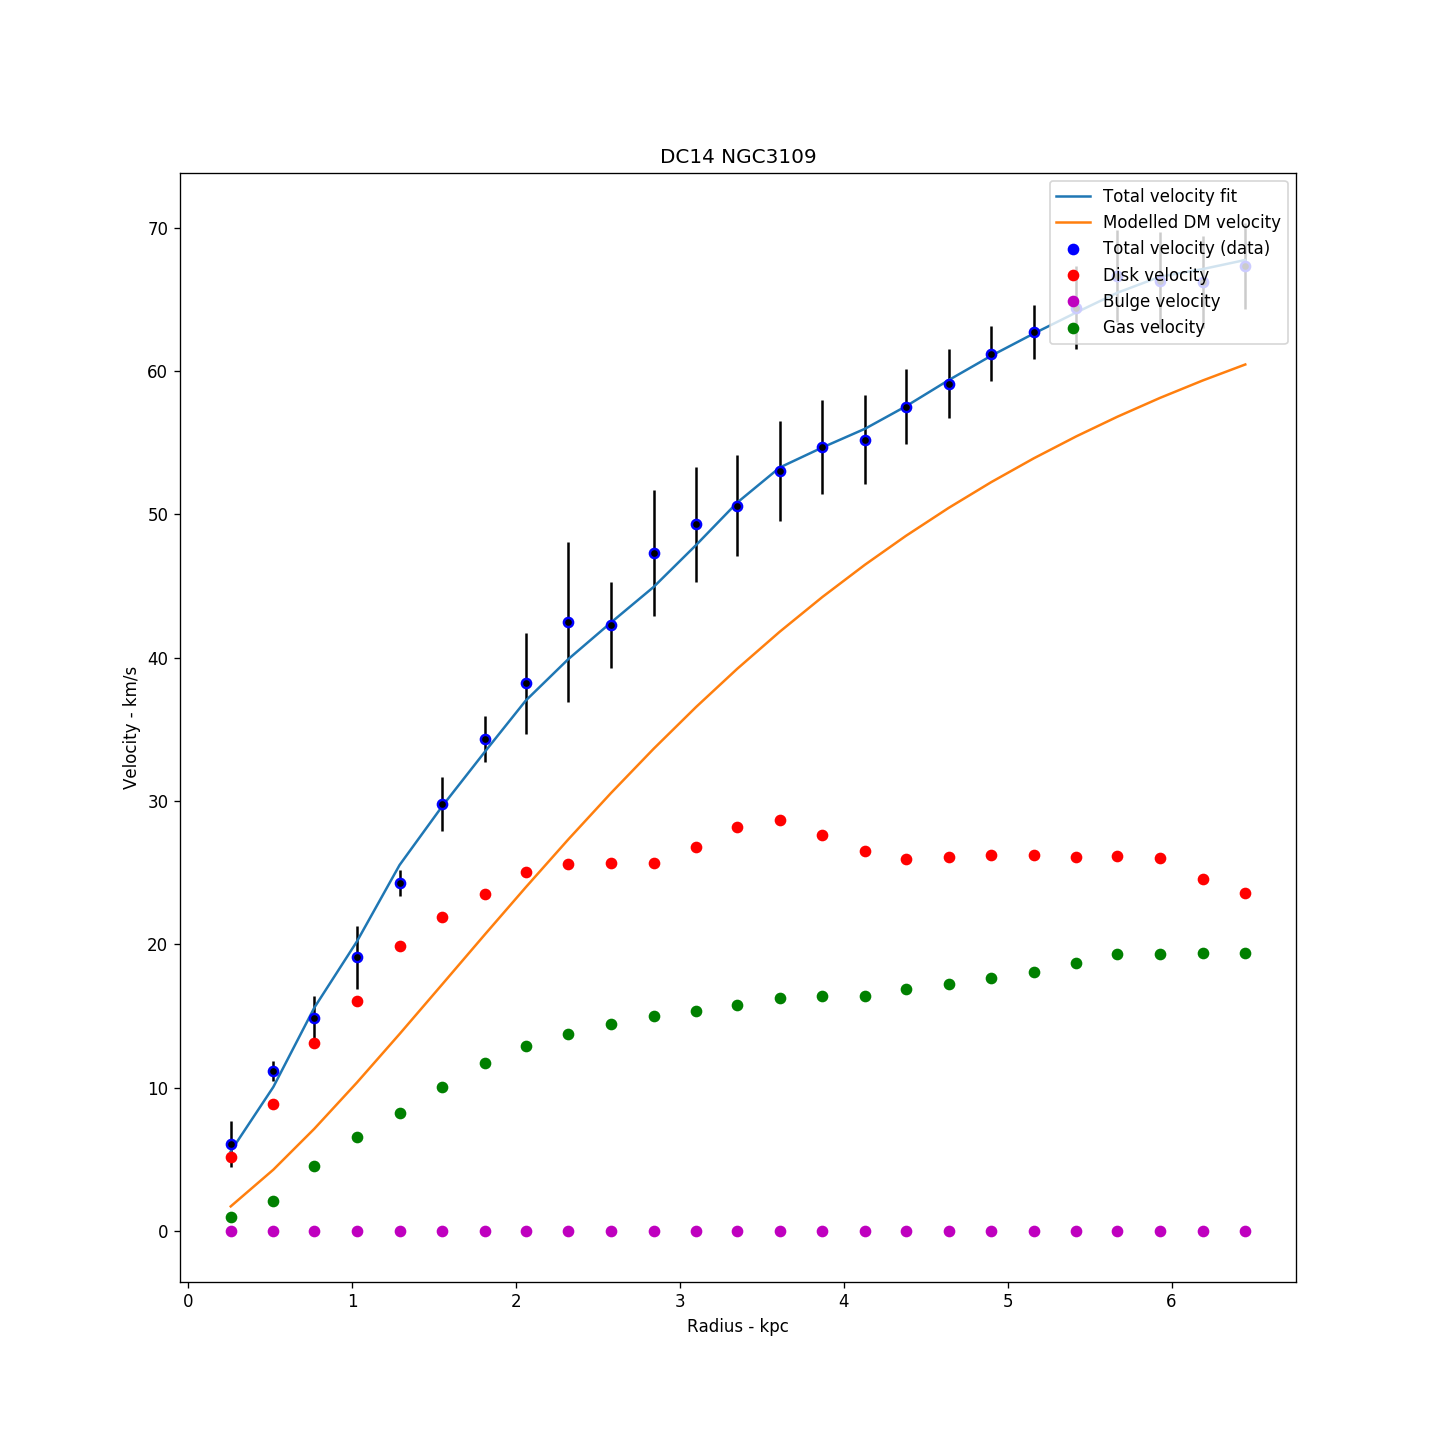 DC14 NGC3109
Total velocity fit
Modelled DM velocity
Total velocity (data)
Disk velocity
Bulge velocity
Gas velocity
70
60
50
40
30
20
10
0
Velocity - km/s
0 1 2 3 4 5 6
Radius - kpc